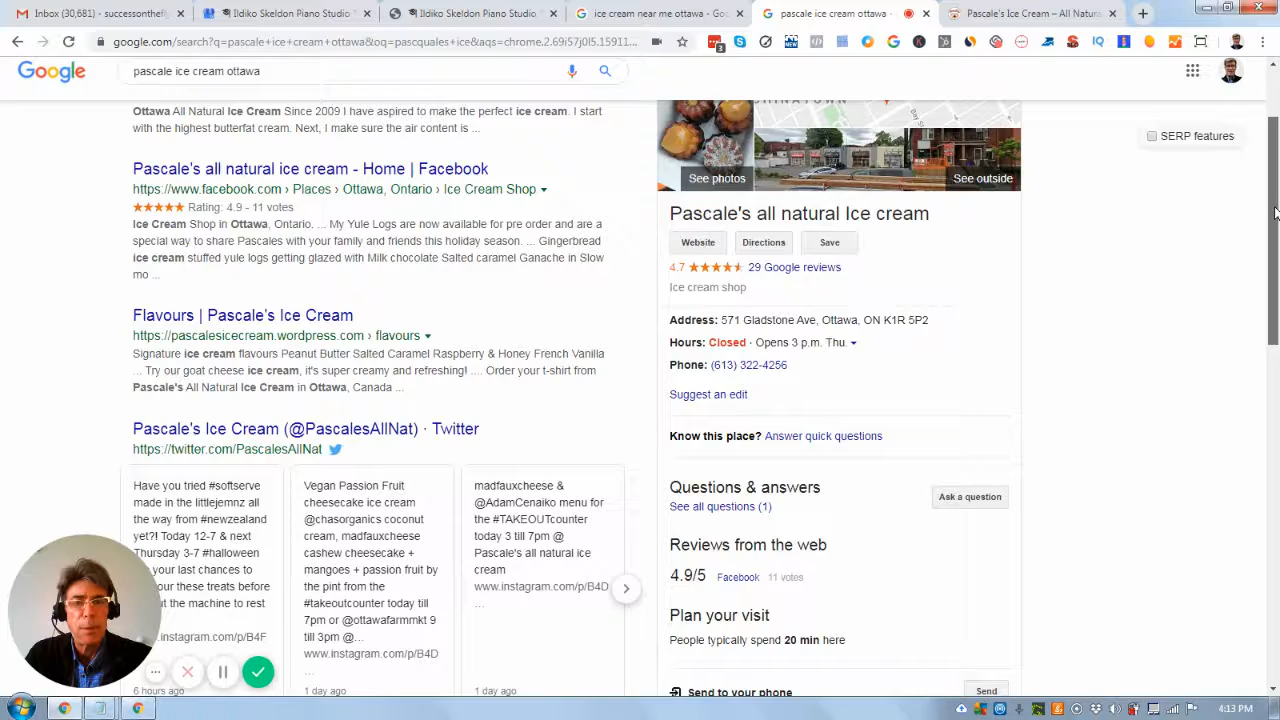 Inbox (30,681) - successonthef
Ildiko Skeldon Piano Studio
Ildiko Skeldon Piano Studio
ice cream near me ottawa - Goo
pascale ice cream ottawa
Pascale's Ice Cream – All Natura
google.com/search?q=pascale+ice+cream+ottawa&oq=pascquales+ice&aqs=chrome.2.69i57j0l5.15911...
Google
pascale ice cream ottawa
SERP features
Ottawa All Natural Ice Cream Since 2009 I have aspired to make the perfect ice cream. I start
with the highest butterfat cream. Next, I make sure the air content is ...
Pascale's all natural ice cream - Home | Facebook
https://www.facebook.com › Places › Ottawa, Ontario › Ice Cream Shop
Rating: 4.9 - 11 votes
Ice Cream Shop in Ottawa, Ontario. ... My Yule Logs are now available for pre order and are a
special way to share Pascales with your family and friends this holiday season. ... Gingerbread
ice cream stuffed yule logs getting glazed with Milk chocolate Salted caramel Ganache in Slow
mo ...
Flavours | Pascale's Ice Cream
https://pascalesicecream.wordpress.com › flavours
Signature ice cream flavours Peanut Butter Salted Caramel Raspberry & Honey French Vanilla
... Try our goat cheese ice cream, it's super creamy and refreshing! .... Order your t-shirt from
Pascale's All Natural Ice Cream in Ottawa, Canada ...
Pascale's Ice Cream (@PascalesAllNat) · Twitter
https://twitter.com/PascalesAllNat
Have you tried #softserve
made in the littlejemnz all
the way from #newzealand
yet?! Today 12-7 & next
Thursday 3-7 #halloween
your last chances to
our these treats before
ut the machine to rest
instagram.com/p/B4F
6 hours ago
Vegan Passion Fruit
cheesecake ice cream
@chasorganics coconut
cream, madfauxcheese
cashew cheesecake +
mangoes + passion fruit by
the pint from the
#takeoutcounter today till
7pm or @ottawafarmmkt 9
till 3pm @...
www.instagram.com/p/B4D
...
1 day ago
madfauxcheese &
@AdamCenaiko menu for
the #TAKEOUTcounter
today 3 till 7pm @
Pascale's all natural ice
cream
www.instagram.com/p/B4D
...
1 day ago
CHINATOWN
Bay St
See photos
See outside
Pascale's all natural Ice cream
Website
Directions
Save
4.7 29 Google reviews
Ice cream shop
Address: 571 Gladstone Ave, Ottawa, ON K1R 5P2
Hours: Closed · Opens 3 p.m. Thu.
Phone: (613) 322-4256
Suggest an edit
Know this place? Answer quick questions
Questions & answers
See all questions (1)
Ask a question
Reviews from the web
4.9/5 Facebook 11 votes
Plan your visit
People typically spend 20 min here
Send to your phone
Send
4:13 PM